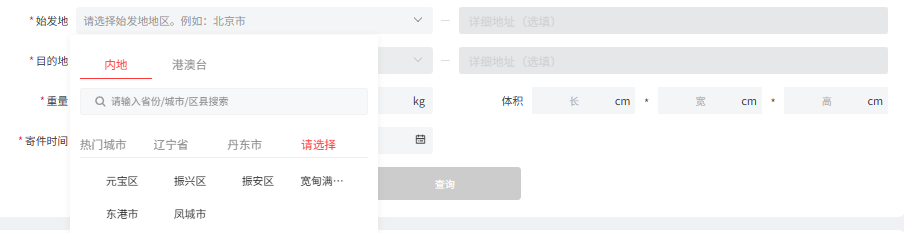 * 始发地 请选择始发地地区。例如：北京市 — 详细地址（选填）
* 目的地 — 详细地址（选填）
内地 港澳台
* 重量 kg 体积 长 cm * 宽 cm * 高 cm
请输入省份/城市/区县搜索
* 寄件时间
热门城市 辽宁省 丹东市 请选择
元宝区 振兴区 振安区 宽甸满…
查询
东港市 凤城市